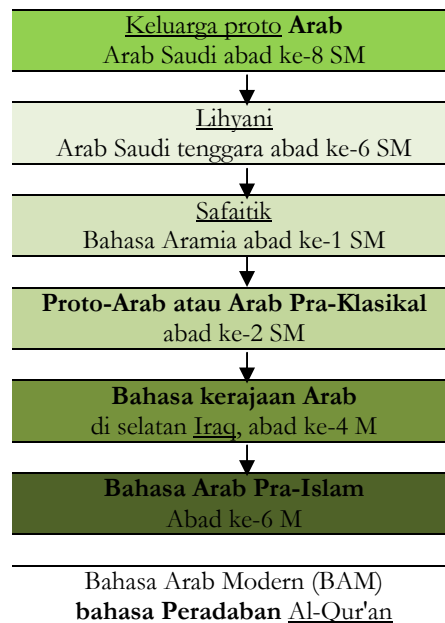 Keluarga proto Arab
Arab Saudi abad ke-8 SM
Lihyani
Arab Saudi tenggara abad ke-6 SM
Safaitik
Bahasa Aramia abad ke-1 SM
Proto-Arab atau Arab Pra-Klasikal
abad ke-2 SM
Bahasa kerajaan Arab
di selatan Iraq, abad ke-4 M
Bahasa Arab Pra-Islam
Abad ke-6 M
Bahasa Arab Modern (BAM)
bahasa Peradaban Al-Qur'an